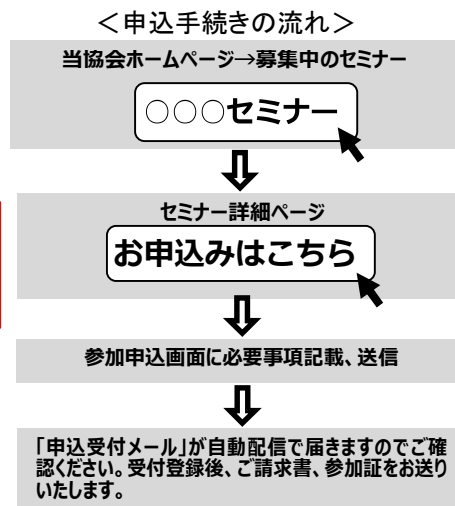 ＜申込手続きの流れ＞
当協会ホームページ→募集中のセミナー
○○○セミナー
セミナー詳細ページ
お申込みはこちら
参加申込画面に必要事項記載、送信
「申込受付メール」が自動配信で届きますのでご確
認ください。受付登録後、ご請求書、参加証をお送り
いたします。